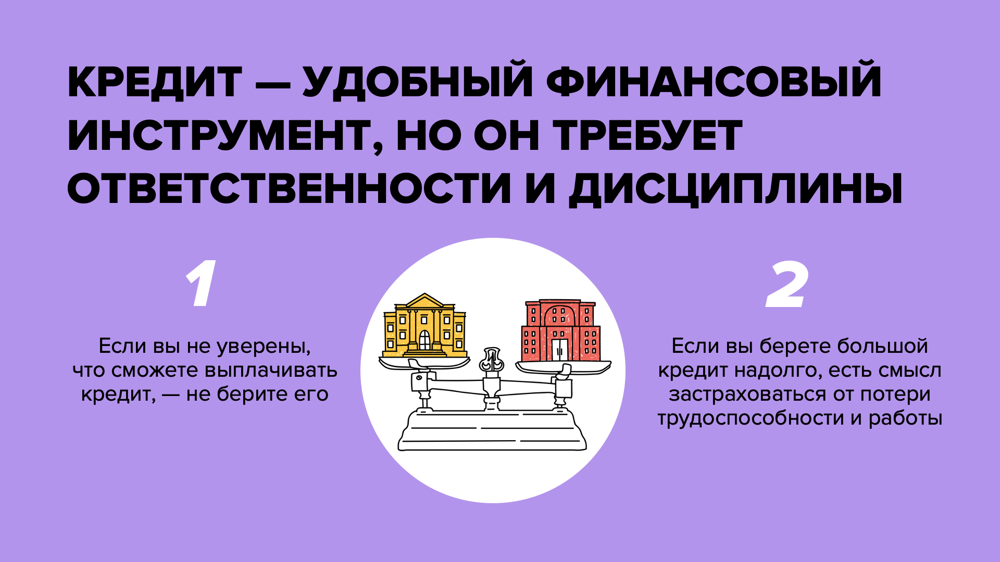 КРЕДИТ — УДОБНЫЙ ФИНАНСОВЫЙ
ИНСТРУМЕНТ, НО ОН ТРЕБУЕТ
ОТВЕТСТВЕННОСТИ И ДИСЦИПЛИНЫ
1
Если вы не уверены,
что сможете выплачивать
кредит, — не берите его
2
Если вы берете большой
кредит надолго, есть смысл
застраховаться от потери
трудоспособности и работы